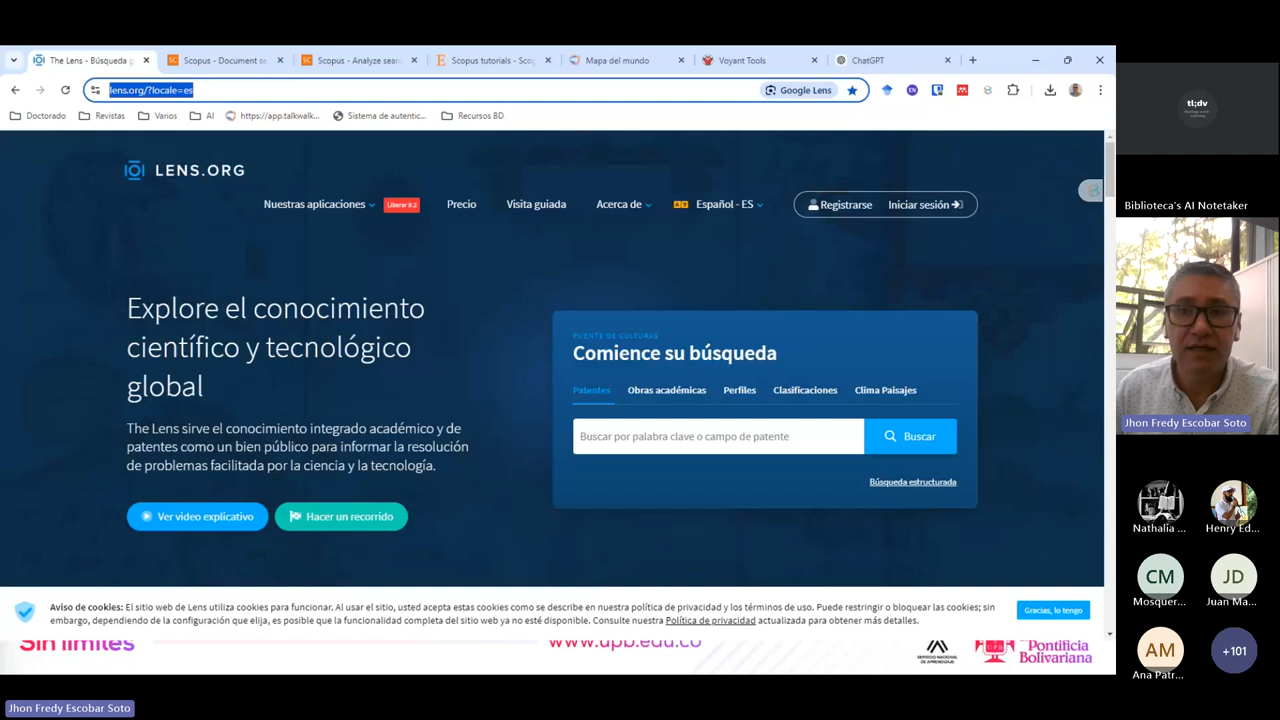 The Lens - Búsqueda g
Scopus - Document se
Scopus - Analyze sear
Scopus tutorials - Sco
Mapa del mundo
Voyant Tools
ChatGPT
lens.org/?locale=es
Google Lens
Doctorado
Revistas
Varios
AI
https://app.talkwalk...
Sistema de autentic...
Recursos BD
LENS.ORG
Nuestras aplicaciones
Liberar 9.2
Precio
Visita guiada
Acerca de
Español - ES
Registrarse
Iniciar sesión
Explore el conocimiento
científico y tecnológico
global
The Lens sirve el conocimiento integrado académico y de
patentes como un bien público para informar la resolución
de problemas facilitada por la ciencia y la tecnología.
Ver video explicativo
Hacer un recorrido
PUENTE DE CULTURAS
Comience su búsqueda
Patentes
Obras académicas
Perfiles
Clasificaciones
Clima Paisajes
Buscar por palabra clave o campo de patente
Buscar
Búsqueda estructurada
Aviso de cookies: El sitio web de Lens utiliza cookies para funcionar. Al usar el sitio, usted acepta estas cookies como se describe en nuestra política de privacidad y los términos de uso. Puede restringir o bloquear las cookies; sin
embargo, dependiendo de la configuración que elija, es posible que la funcionalidad completa del sitio web ya no esté disponible. Consulte nuestra Política de privacidad actualizada para obtener más detalles.
Gracias, lo tengo
Sin límites
www.upb.edu.co
Pontificia
Bolivariana
tl;dv
Biblioteca's AI Notetaker
Jhon Fredy Escobar Soto
Nathalia ...
Henry Ed...
CM
Mosquer...
JD
Juan Ma...
AM
Ana Patr...
+101
Jhon Fredy Escobar Soto